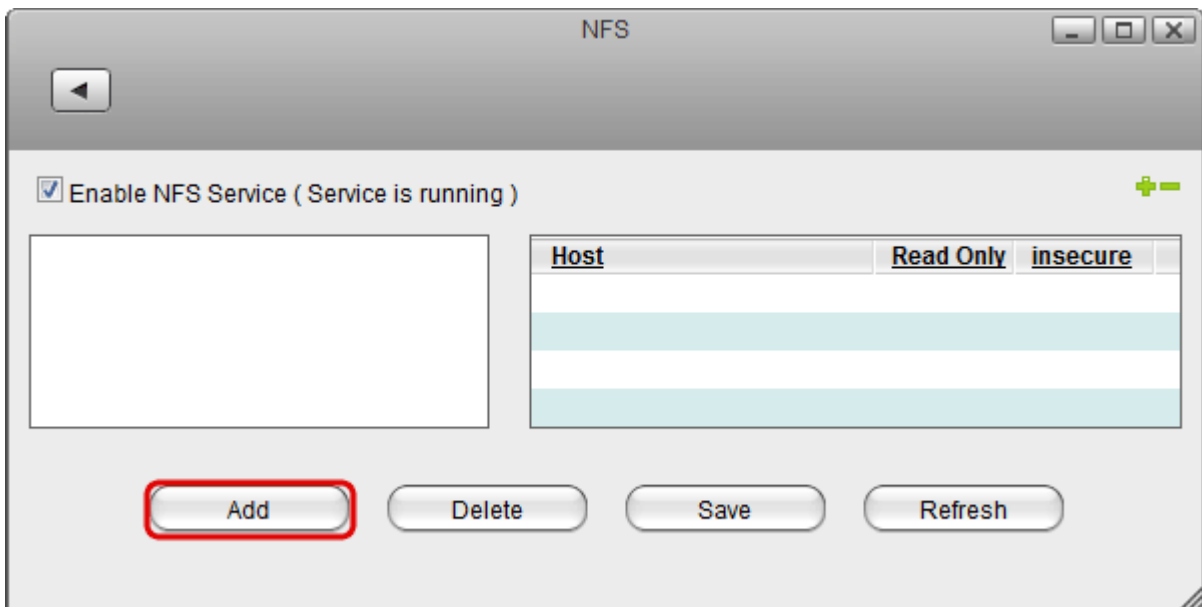 NFS
Enable NFS Service ( Service is running )
Host Read Only insecure
Add Delete Save Refresh